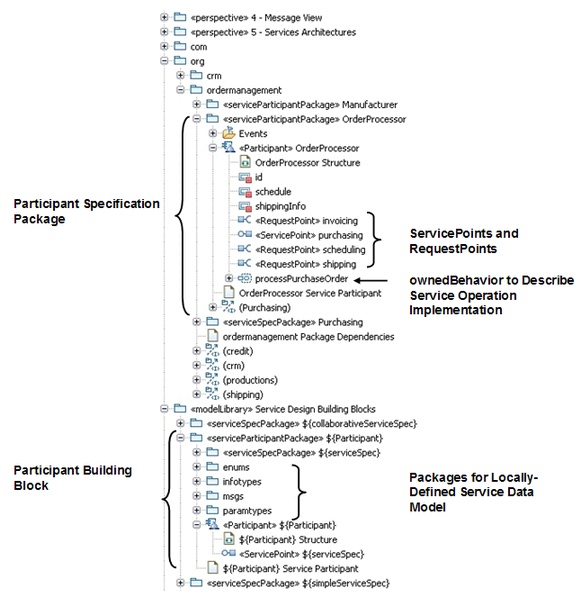 «perspective» 4 - Message View
«perspective» 5 - Services Architectures
com
org
crm
ordermanagement
«serviceParticipantPackage» Manufacturer
«serviceParticipantPackage» OrderProcessor
Events
«Participant» OrderProcessor
OrderProcessor Structure
id
schedule
shippingInfo
«RequestPoint» invoicing
«ServicePoint» purchasing
«RequestPoint» scheduling
«RequestPoint» shipping
processPurchaseOrder
OrderProcessor Service Participant
(Purchasing)
Participant Specification
Package
ServicePoints and
RequestPoints
ownedBehavior to Describe
Service Operation
Implementation
«serviceSpecPackage» Purchasing
ordermanagement Package Dependencies
(credit)
(crm)
(productions)
(shipping)
«modelLibrary» Service Design Building Blocks
«serviceSpecPackage» ${collaborativeServiceSpec}
«serviceParticipantPackage» ${Participant}
«serviceSpecPackage» ${serviceSpec}
enums
infotypes
msgs
paramtypes
«Participant» ${Participant}
${Participant} Structure
«ServicePoint» ${serviceSpec}
${Participant} Service Participant
«serviceSpecPackage» ${simpleServiceSpec}
Participant Building
Block
Packages for Locally-
Defined Service Data
Model